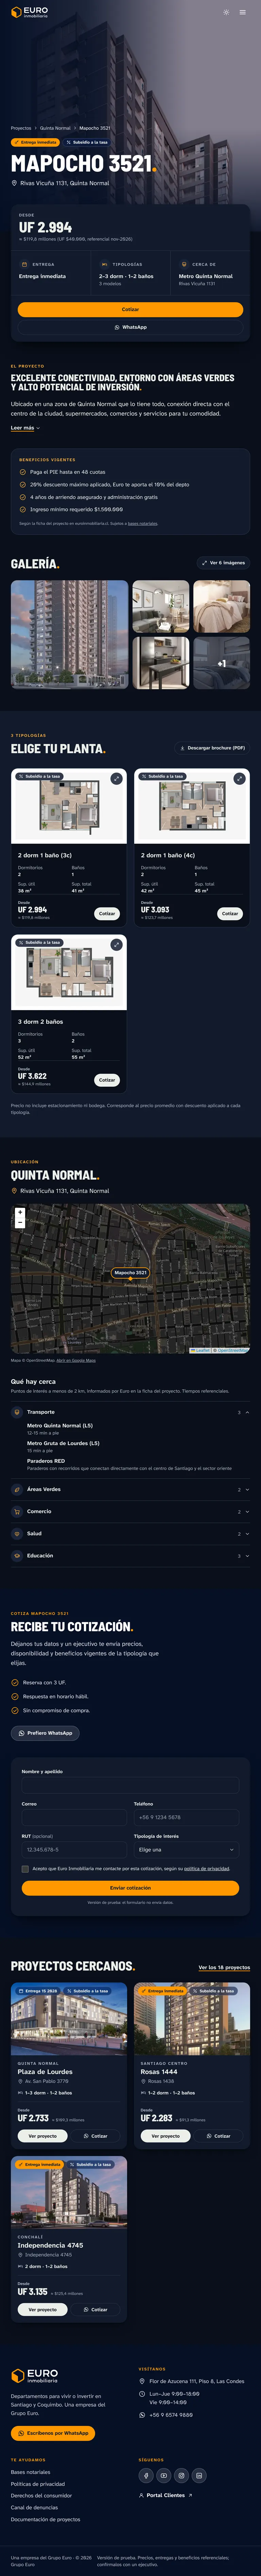 EURO
inmobiliaria
Proyectos > Quinta Normal > Mapocho 3521
Entrega inmediata
Subsidio a la tasa
MAPOCHO 3521.
Rivas Vicuña 1131, Quinta Normal
DESDE
UF 2.994
≈ $119,8 millones (UF $40.000, referencial nov-2026)
ENTREGA
Entrega inmediata
TIPOLOGÍAS
2-3 dorm · 1-2 baños
3 modelos
CERCA DE
Metro Quinta Normal
Rivas Vicuña 1131
Cotizar
WhatsApp
EL PROYECTO
EXCELENTE CONECTIVIDAD, ENTORNO CON ÁREAS VERDES
Y ALTO POTENCIAL DE INVERSIÓN.
Ubicado en una zona de Quinta Normal que lo tiene todo, conexión directa con el
centro de la ciudad, supermercados, comercios y servicios para tu comodidad.
Leer más
BENEFICIOS VIGENTES
Paga el PIE hasta en 48 cuotas
20% descuento máximo aplicado, Euro te aporta el 10% del depto
4 años de arriendo asegurado y administración gratis
Ingreso mínimo requerido $1.500.000
Según la ficha del proyecto en euroinmobiliaria.cl. Sujetos a bases notariales.
GALERÍA.
Ver 6 imágenes
+1
3 TIPOLOGÍAS
ELIGE TU PLANTA.
Descargar brochure (PDF)
Subsidio a la tasa
2 dorm 1 baño (3c)
Dormitorios
2
Baños
1
Sup. útil
38 m²
Sup. total
41 m²
Desde
UF 2.994
≈ $119,8 millones
Cotizar
Subsidio a la tasa
2 dorm 1 baño (4c)
Dormitorios
2
Baños
1
Sup. útil
42 m²
Sup. total
45 m²
Desde
UF 3.093
≈ $123,7 millones
Cotizar
Subsidio a la tasa
3 dorm 2 baños
Dormitorios
3
Baños
2
Sup. útil
52 m²
Sup. total
55 m²
Desde
UF 3.622
≈ $144,9 millones
Cotizar
Precio no incluye estacionamiento ni bodega. Corresponde al precio promedio con descuento aplicado a cada
tipología.
UBICACIÓN
QUINTA NORMAL.
Rivas Vicuña 1131, Quinta Normal
+
−
Mapocho 3521
Leaflet | © OpenStreetMap
Mapa © OpenStreetMap. Abrir en Google Maps
Qué hay cerca
Puntos de interés a menos de 2 km, informados por Euro en la ficha del proyecto. Tiempos referenciales.
Transporte
3
Metro Quinta Normal (L5)
12-15 min a pie
Metro Gruta de Lourdes (L5)
15 min a pie
Paraderos RED
Paraderos con recorridos que conectan directamente con el centro de Santiago y el sector oriente
Áreas Verdes
2
Comercio
2
Salud
2
Educación
3
COTIZA MAPOCHO 3521
RECIBE TU COTIZACIÓN.
Déjanos tus datos y un ejecutivo te envía precios,
disponibilidad y beneficios vigentes de la tipología que
elijas.
Reserva con 3 UF.
Respuesta en horario hábil.
Sin compromiso de compra.
Prefiero WhatsApp
Nombre y apellido
Correo
Teléfono
+56 9 1234 5678
RUT (opcional)
12.345.678-5
Tipología de interés
Elige una
Acepto que Euro Inmobiliaria me contacte por esta cotización, según su política de privacidad.
Enviar cotización
Versión de prueba: el formulario no envía datos.
PROYECTOS CERCANOS.
Ver los 18 proyectos
Entrega 1S 2028
Subsidio a la tasa
QUINTA NORMAL
Plaza de Lourdes
Av. San Pablo 3770
1-3 dorm · 1-2 baños
Desde
UF 2.733
≈ $109,3 millones
Ver proyecto
Cotizar
Entrega inmediata
Subsidio a la tasa
SANTIAGO CENTRO
Rosas 1444
Rosas 1438
1-2 dorm · 1-2 baños
Desde
UF 2.283
≈ $91,3 millones
Ver proyecto
Cotizar
Entrega inmediata
Subsidio a la tasa
CONCHALÍ
Independencia 4745
Independencia 4745
2 dorm · 1-2 baños
Desde
UF 3.135
≈ $125,4 millones
Ver proyecto
Cotizar
EURO
inmobiliaria
Departamentos para vivir o invertir en
Santiago y Coquimbo. Una empresa del
Grupo Euro.
Escríbenos por WhatsApp
VISÍTANOS
Flor de Azucena 111, Piso 8, Las Condes
Lun-Jue 9:00-18:00
Vie 9:00-14:00
+56 9 6574 9880
TE AYUDAMOS
Bases notariales
Políticas de privacidad
Derechos del consumidor
Canal de denuncias
Documentación de proyectos
SÍGUENOS
Portal Clientes
Una empresa del Grupo Euro · © 2026
Grupo Euro
Versión de prueba. Precios, entregas y beneficios referenciales;
confírmalos con un ejecutivo.